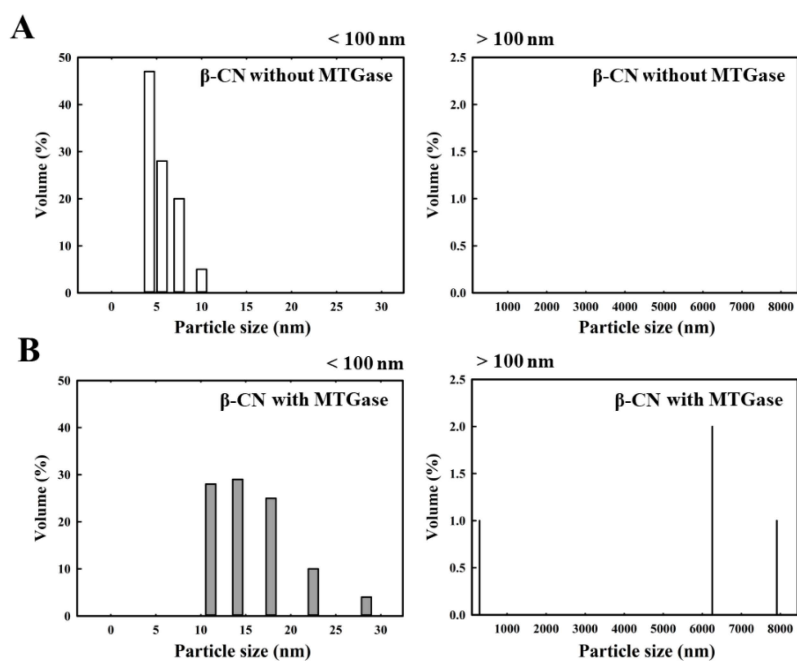 A
< 100 nm
> 100 nm
β-CN without MTGase
β-CN without MTGase
Volume (%)
50
40
30
20
10
0
0 5 10 15 20 25 30
Particle size (nm)
Volume (%)
2.5
2.0
1.5
1.0
0.5
0.0
1000 2000 3000 4000 5000 6000 7000 8000
Particle size (nm)
B
< 100 nm
> 100 nm
β-CN with MTGase
β-CN with MTGase
Volume (%)
50
40
30
20
10
0
0 5 10 15 20 25 30
Particle size (nm)
Volume (%)
2.5
2.0
1.5
1.0
0.5
0.0
1000 2000 3000 4000 5000 6000 7000 8000
Particle size (nm)